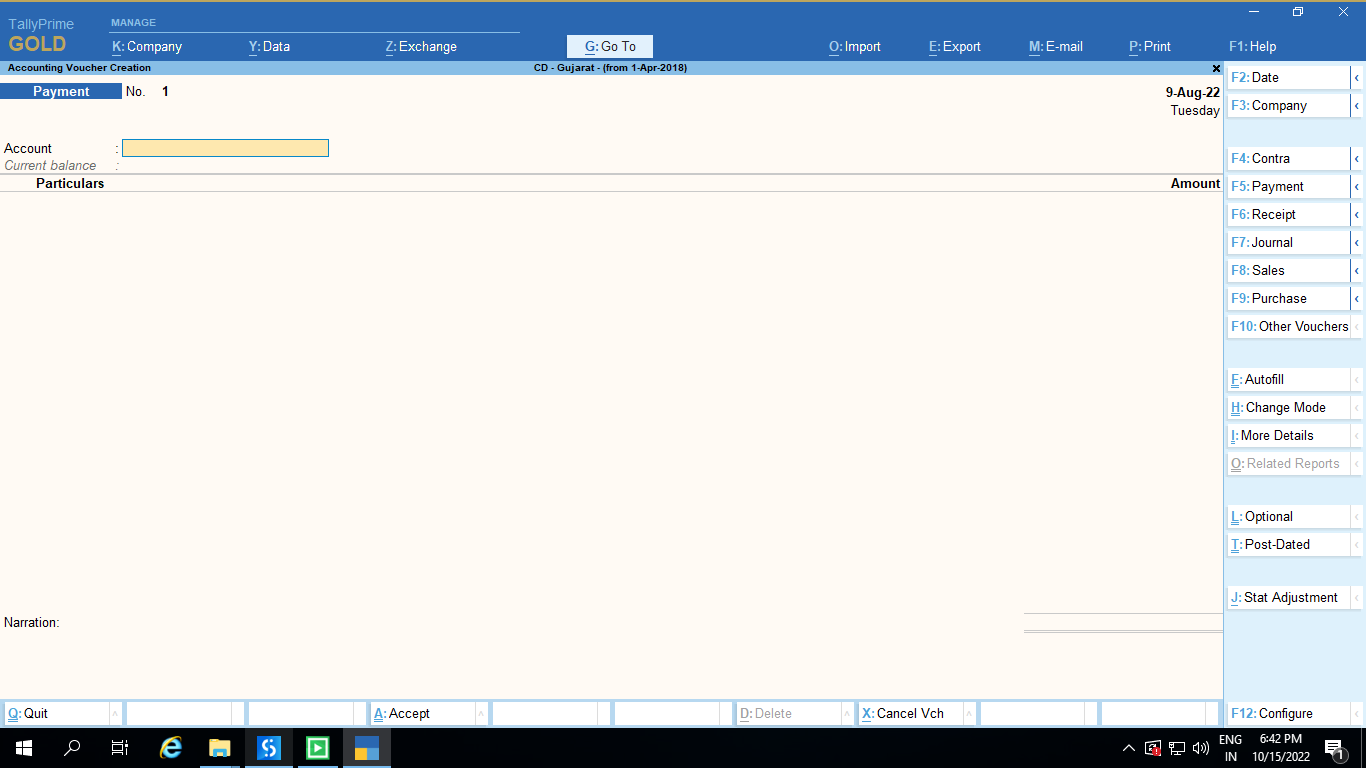 TallyPrime
GOLD
MANAGE
K: Company
Y: Data
Z: Exchange
G: Go To
O: Import
E: Export
M: E-mail
P: Print
F1: Help
Accounting Voucher Creation
CD - Gujarat - (from 1-Apr-2018)
Payment No. 1
9-Aug-22
Tuesday
Account :
Current balance :
Particulars
Amount
Narration:
F2: Date
F3: Company
F4: Contra
F5: Payment
F6: Receipt
F7: Journal
F8: Sales
F9: Purchase
F10: Other Vouchers
F: Autofill
H: Change Mode
I: More Details
O: Related Reports
L: Optional
T: Post-Dated
J: Stat Adjustment
Q: Quit
A: Accept
D: Delete
X: Cancel Vch
F12: Configure
ENG
IN
6:42 PM
10/15/2022
1